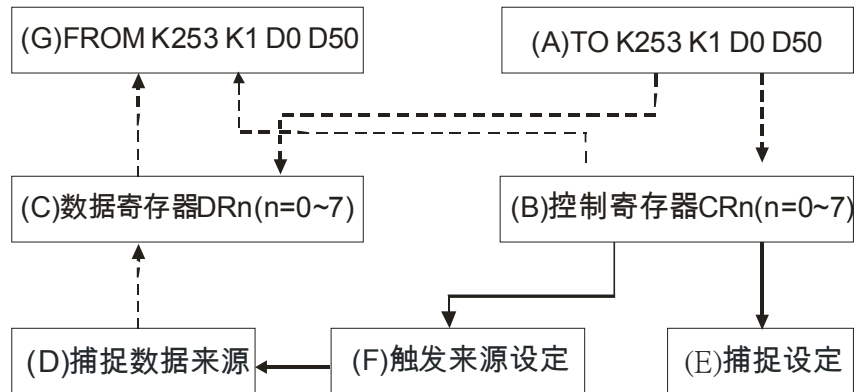 (G)FROM K253 K1 D0 D50
(A)TO K253 K1 D0 D50
(C)数据寄存器DRn(n=0~7)
(B)控制寄存器CRn(n=0~7)
(D)捕捉数据来源
(F)触发来源设定
(E)捕捉设定